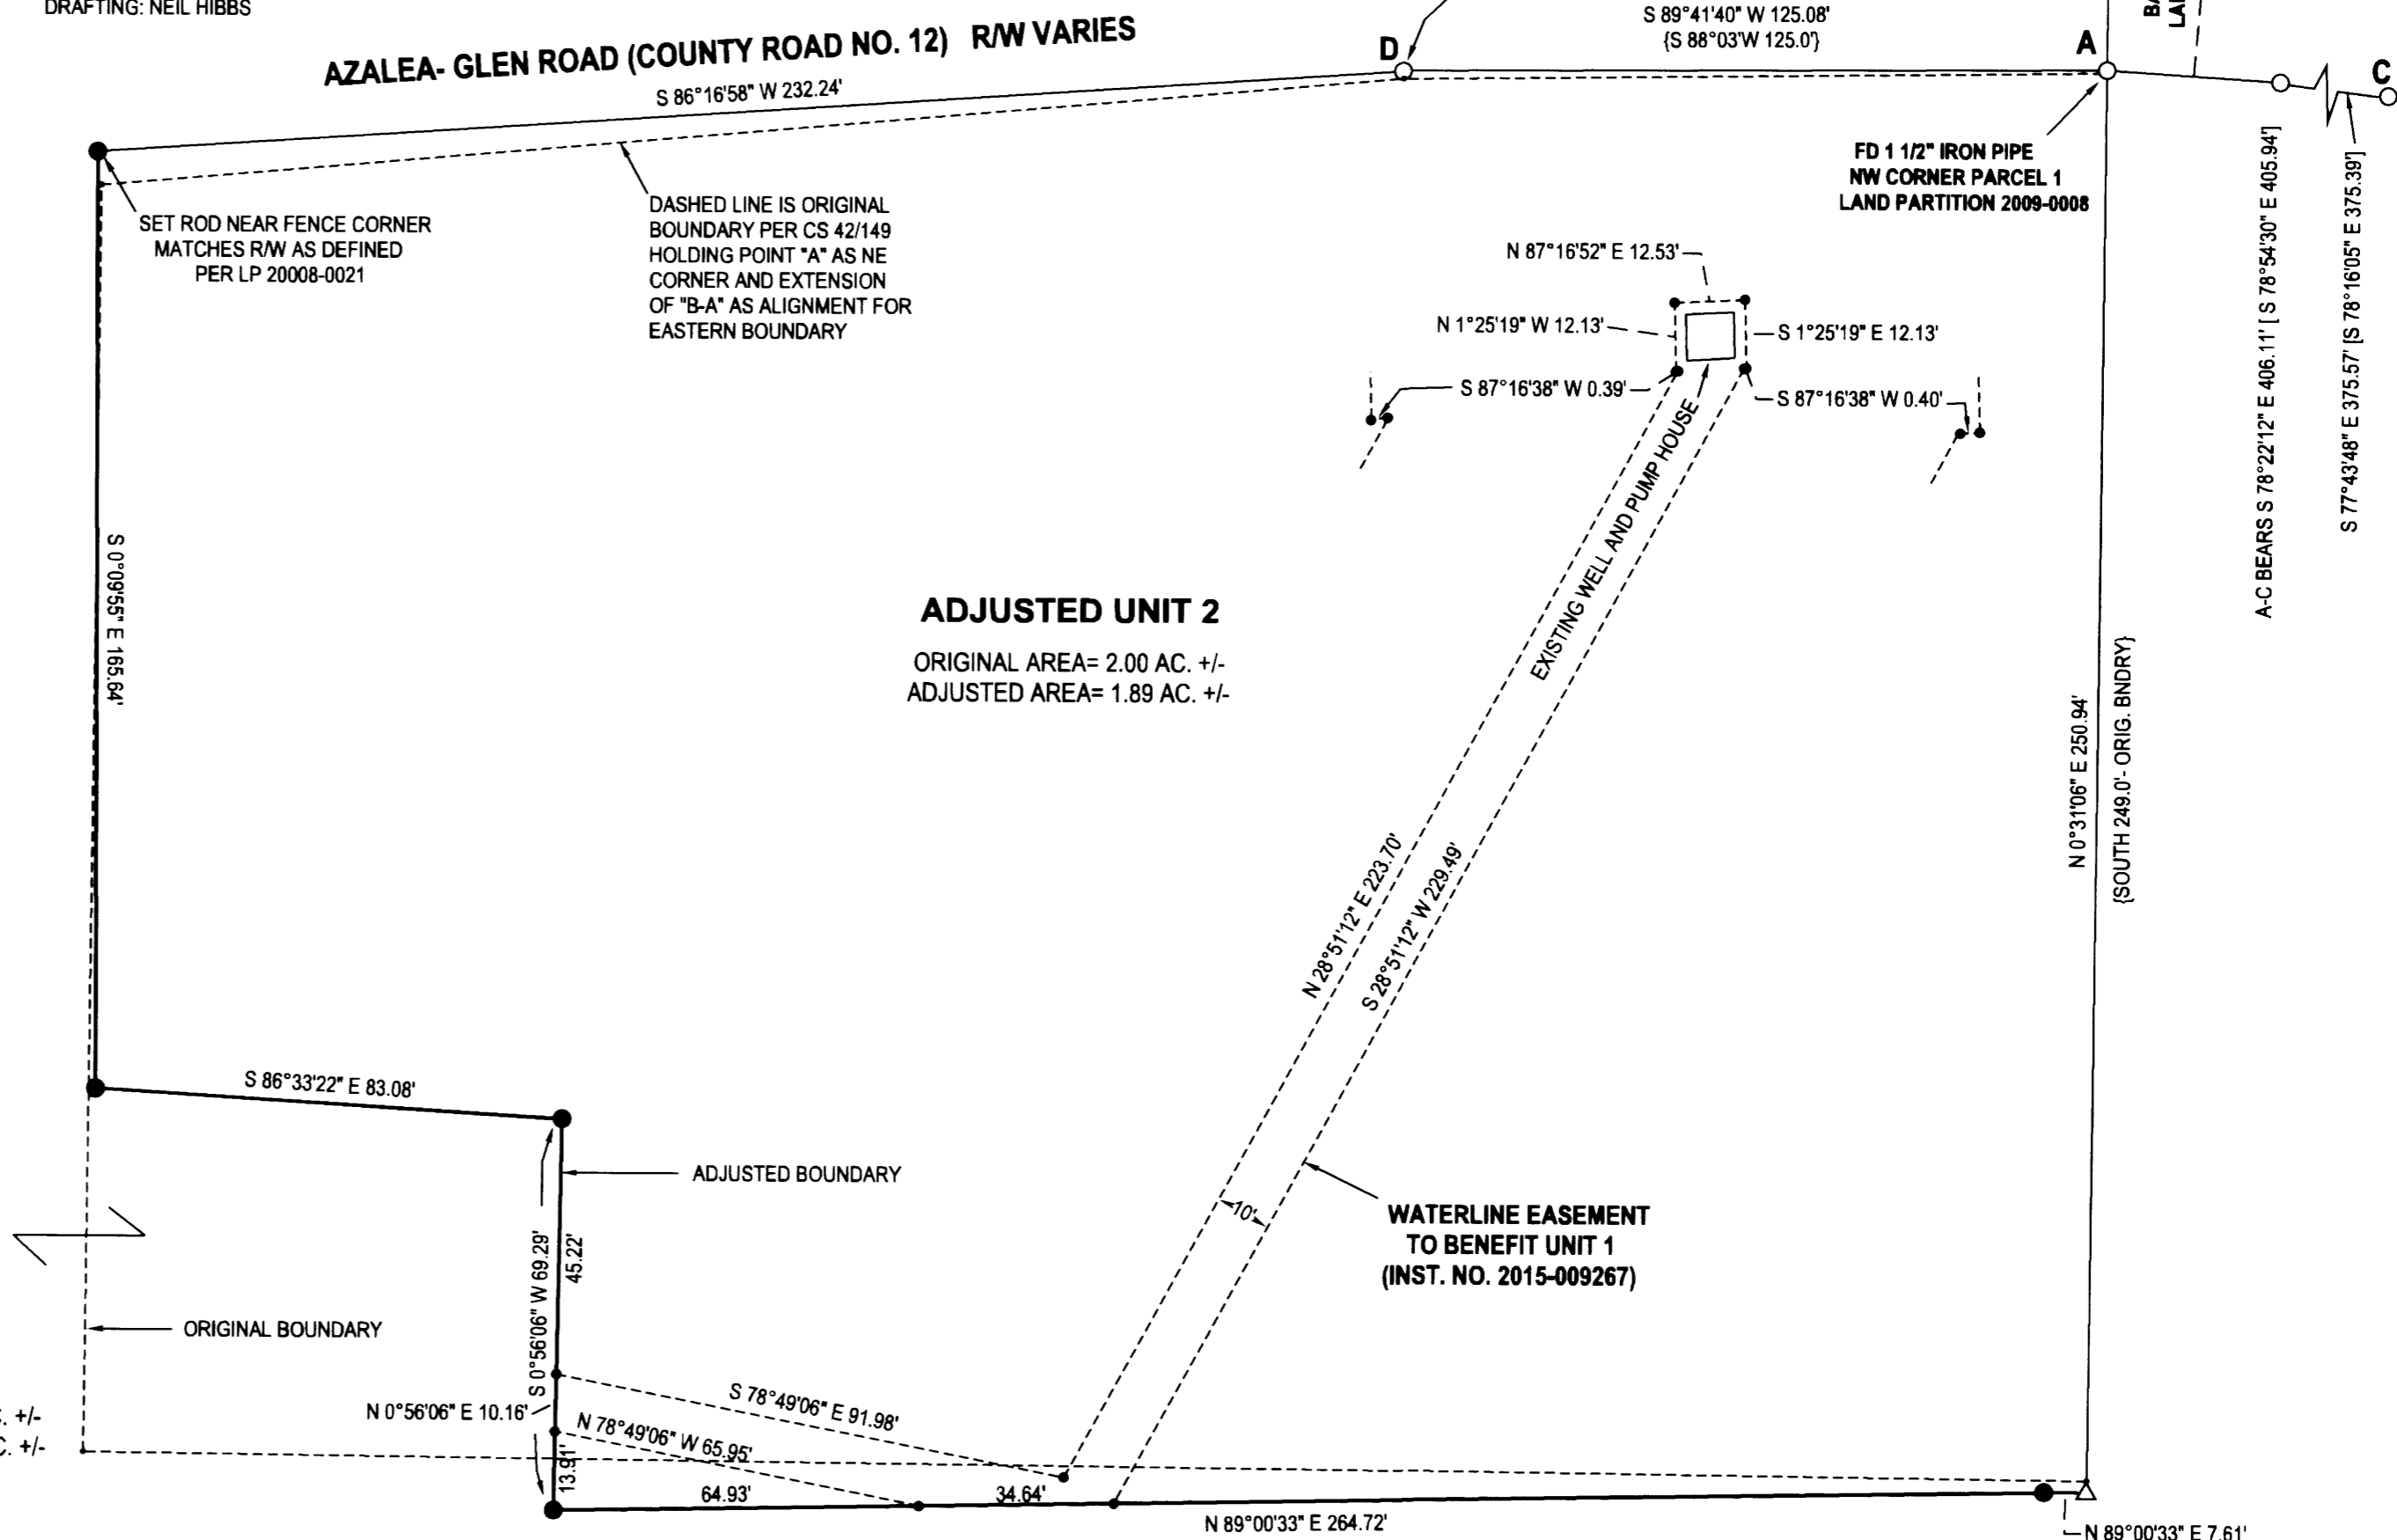 DRAFTING: NEIL HIBBS
AZALEA- GLEN ROAD (COUNTY ROAD NO. 12) R/W VARIES
S 86°16'58" W 232.24'
D
S 89°41'40" W 125.08'
{S 88°03'W 125.0'}
A
C
FD 1 1/2" IRON PIPE
NW CORNER PARCEL 1
LAND PARTITION 2009-0008
SET ROD NEAR FENCE CORNER
MATCHES R/W AS DEFINED
PER LP 20008-0021
DASHED LINE IS ORIGINAL
BOUNDARY PER CS 42/149
HOLDING POINT "A" AS NE
CORNER AND EXTENSION
OF "B-A" AS ALIGNMENT FOR
EASTERN BOUNDARY
N 87°16'52" E 12.53'
N 1°25'19" W 12.13'
S 1°25'19" E 12.13'
S 87°16'38" W 0.39'
S 87°16'38" W 0.40'
EXISTING WELL AND PUMP HOUSE
A-C BEARS S 78°22'12" E 406.11' [ S 78°54'30" E 405.94']
S 77°43'48" E 375.57' [S 78°16'05" E 375.39']
S 0°09'55" E 165.64'
ADJUSTED UNIT 2
ORIGINAL AREA= 2.00 AC. +/-
ADJUSTED AREA= 1.89 AC. +/-
N 0°31'06" E 250.94'
{SOUTH 249.0'- ORIG. BNDRY}
N 28°51'12" E 223.70'
S 28°51'12" W 229.49'
S 86°33'22" E 83.08'
ADJUSTED BOUNDARY
10'
WATERLINE EASEMENT
TO BENEFIT UNIT 1
(INST. NO. 2015-009267)
S 0°56'06" W 69.29'
45.22'
ORIGINAL BOUNDARY
N 0°56'06" E 10.16'
S 78°49'06" E 91.98'
N 78°49'06" W 65.95'
13.91'
64.93'
34.64'
N 89°00'33" E 264.72'
N 89°00'33" E 7.61'
+/-
C. +/-